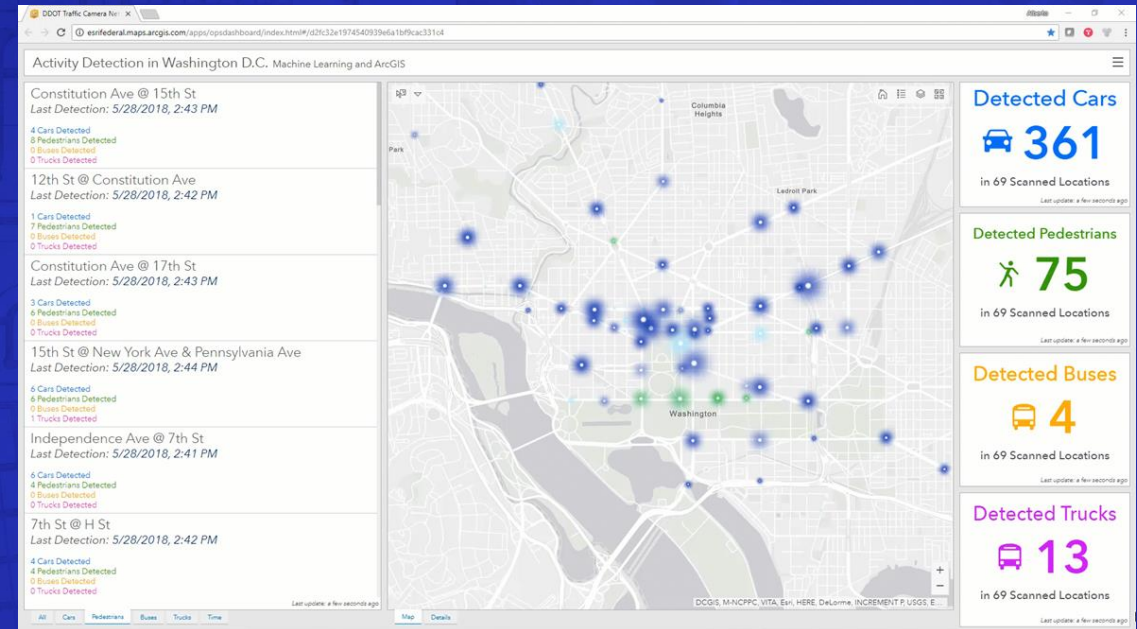 DDOT Traffic Camera Ne
esrifederal.maps.arcgis.com/apps/opsdashboard/index.html#/d2fc32e1974540939e6a1bf9cac331c4
Activity Detection in Washington D.C. Machine Learning and ArcGIS
Constitution Ave @ 15th St
Last Detection: 5/28/2018, 2:43 PM
4 Cars Detected
8 Pedestrians Detected
0 Buses Detected
0 Trucks Detected
12th St @ Constitution Ave
Last Detection: 5/28/2018, 2:42 PM
1 Cars Detected
7 Pedestrians Detected
0 Buses Detected
0 Trucks Detected
Constitution Ave @ 17th St
Last Detection: 5/28/2018, 2:43 PM
3 Cars Detected
6 Pedestrians Detected
0 Buses Detected
0 Trucks Detected
15th St @ New York Ave & Pennsylvania Ave
Last Detection: 5/28/2018, 2:44 PM
6 Cars Detected
6 Pedestrians Detected
0 Buses Detected
1 Trucks Detected
Independence Ave @ 7th St
Last Detection: 5/28/2018, 2:41 PM
6 Cars Detected
4 Pedestrians Detected
0 Buses Detected
0 Trucks Detected
7th St @ H St
Last Detection: 5/28/2018, 2:42 PM
4 Cars Detected
4 Pedestrians Detected
0 Buses Detected
0 Trucks Detected
Last update: a few seconds ago
All Cars Pedestrians Buses Trucks Time
Columbia
Heights
Park
Ledroit Park
Washington
DCGIS, M-NCPPC, VITA, Esri, HERE, DeLorme, INCREMENT P, USGS, E...
Map Details
Detected Cars
361
in 69 Scanned Locations
Last update: a few seconds ago
Detected Pedestrians
75
in 69 Scanned Locations
Last update: a few seconds ago
Detected Buses
4
in 69 Scanned Locations
Last update: a few seconds ago
Detected Trucks
13
in 69 Scanned Locations
Last update: a few seconds ago